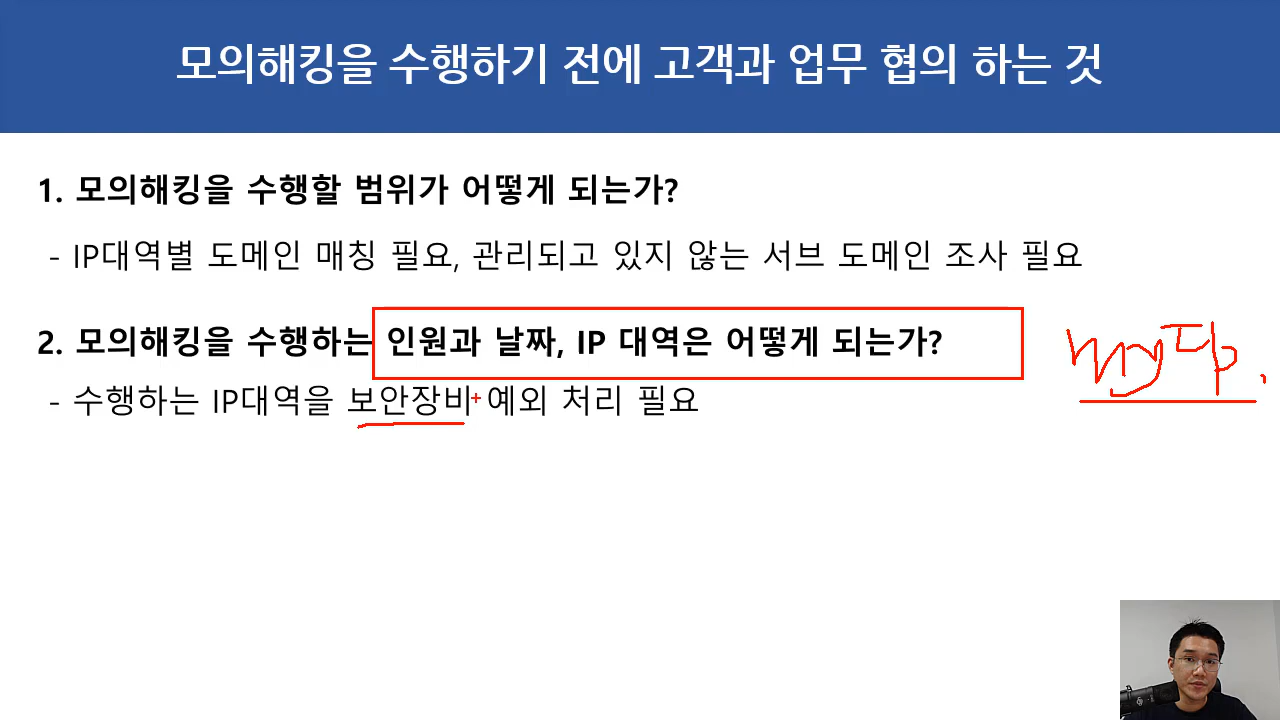 모의해킹을 수행하기 전에 고객과 업무 협의 하는 것
1. 모의해킹을 수행할 범위가 어떻게 되는가?
- IP대역별 도메인 매칭 필요, 관리되고 있지 않는 서브 도메인 조사 필요
2. 모의해킹을 수행하는 인원과 날짜, IP 대역은 어떻게 되는가?
- 수행하는 IP대역을 보안장비 예외 처리 필요